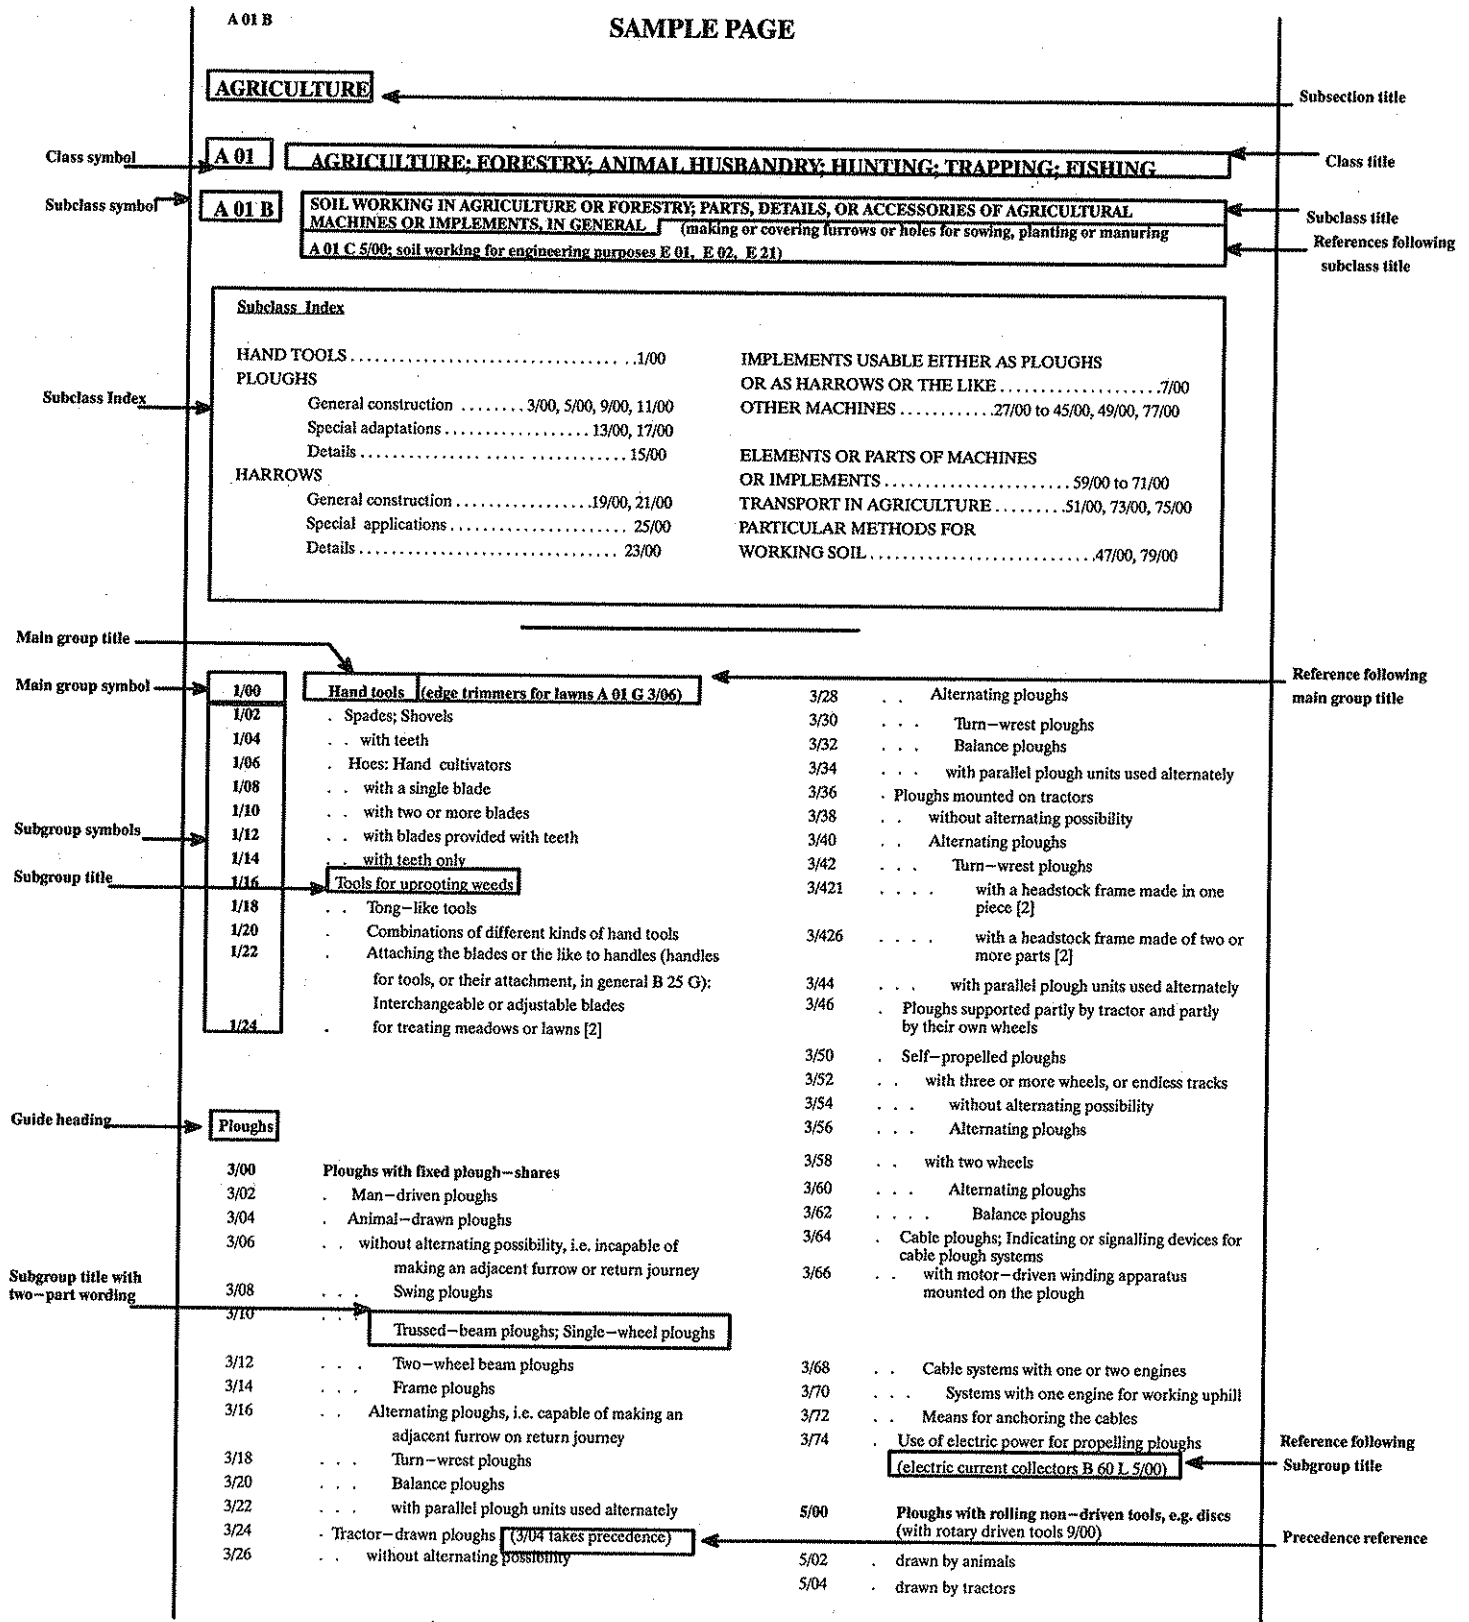 A 01 B
SAMPLE PAGE
AGRICULTURE
Subsection title
Class symbol
A 01
AGRICULTURE; FORESTRY; ANIMAL HUSBANDRY; HUNTING; TRAPPING; FISHING
Class title
Subclass symbol
A 01 B
SOIL WORKING IN AGRICULTURE OR FORESTRY; PARTS, DETAILS, OR ACCESSORIES OF AGRICULTURAL
MACHINES OR IMPLEMENTS, IN GENERAL (making or covering furrows or holes for sowing, planting or manuring
A 01 C 5/00; soil working for engineering purposes E 01, E 02, E 21)
Subclass title
References following
subclass title
Subclass Index
Subclass Index
HAND TOOLS ................................ 1/00
PLOUGHS
General construction ........ 3/00, 5/00, 9/00, 11/00
Special adaptations ................. 13/00, 17/00
Details .............................. 15/00
HARROWS
General construction ............... 19/00, 21/00
Special applications .................... 25/00
Details ............................. 23/00
IMPLEMENTS USABLE EITHER AS PLOUGHS
OR AS HARROWS OR THE LIKE ................... 7/00
OTHER MACHINES ........... 27/00 to 45/00, 49/00, 77/00
ELEMENTS OR PARTS OF MACHINES
OR IMPLEMENTS ..................... 59/00 to 71/00
TRANSPORT IN AGRICULTURE ......... 51/00, 73/00, 75/00
PARTICULAR METHODS FOR
WORKING SOIL ......................... 47/00, 79/00
Main group title
Main group symbol
Subgroup symbols
Subgroup title
1/00 Hand tools (edge trimmers for lawns A 01 G 3/06)
1/02 . Spades; Shovels
1/04 . . with teeth
1/06 . Hoes: Hand cultivators
1/08 . . with a single blade
1/10 . . with two or more blades
1/12 . . with blades provided with teeth
1/14 . . with teeth only
1/16 Tools for uprooting weeds
1/18 . . Tong–like tools
1/20 . Combinations of different kinds of hand tools
1/22 . Attaching the blades or the like to handles (handles
for tools, or their attachment, in general B 25 G):
Interchangeable or adjustable blades
1/24 . for treating meadows or lawns [2]
Guide heading
Ploughs
3/00 Ploughs with fixed plough–shares
3/02 . Man–driven ploughs
3/04 . Animal–drawn ploughs
3/06 . . without alternating possibility, i.e. incapable of
making an adjacent furrow or return journey
Subgroup title with
two–part wording
3/08 . . . Swing ploughs
3/10 . . . Trussed–beam ploughs; Single–wheel ploughs
3/12 . . . Two–wheel beam ploughs
3/14 . . . Frame ploughs
3/16 . . Alternating ploughs, i.e. capable of making an
adjacent furrow on return journey
3/18 . . . Turn–wrest ploughs
3/20 . . . Balance ploughs
3/22 . . . with parallel plough units used alternately
3/24 . Tractor–drawn ploughs (3/04 takes precedence)
3/26 . . without alternating possibility
Reference following
main group title
3/28 . . Alternating ploughs
3/30 . . . Turn–wrest ploughs
3/32 . . . Balance ploughs
3/34 . . . with parallel plough units used alternately
3/36 . Ploughs mounted on tractors
3/38 . . without alternating possibility
3/40 . . Alternating ploughs
3/42 . . . Turn–wrest ploughs
3/421 . . . . with a headstock frame made in one
piece [2]
3/426 . . . . with a headstock frame made of two or
more parts [2]
3/44 . . . with parallel plough units used alternately
3/46 . Ploughs supported partly by tractor and partly
by their own wheels
3/50 . Self–propelled ploughs
3/52 . . with three or more wheels, or endless tracks
3/54 . . . without alternating possibility
3/56 . . . Alternating ploughs
3/58 . . with two wheels
3/60 . . . Alternating ploughs
3/62 . . . . Balance ploughs
3/64 . Cable ploughs; Indicating or signalling devices for
cable plough systems
3/66 . . with motor–driven winding apparatus
mounted on the plough
3/68 . . Cable systems with one or two engines
3/70 . . . Systems with one engine for working uphill
3/72 . . Means for anchoring the cables
3/74 . Use of electric power for propelling ploughs
(electric current collectors B 60 L 5/00)
Reference following
Subgroup title
5/00 Ploughs with rolling non–driven tools, e.g. discs
(with rotary driven tools 9/00)
Precedence reference
5/02 . drawn by animals
5/04 . drawn by tractors